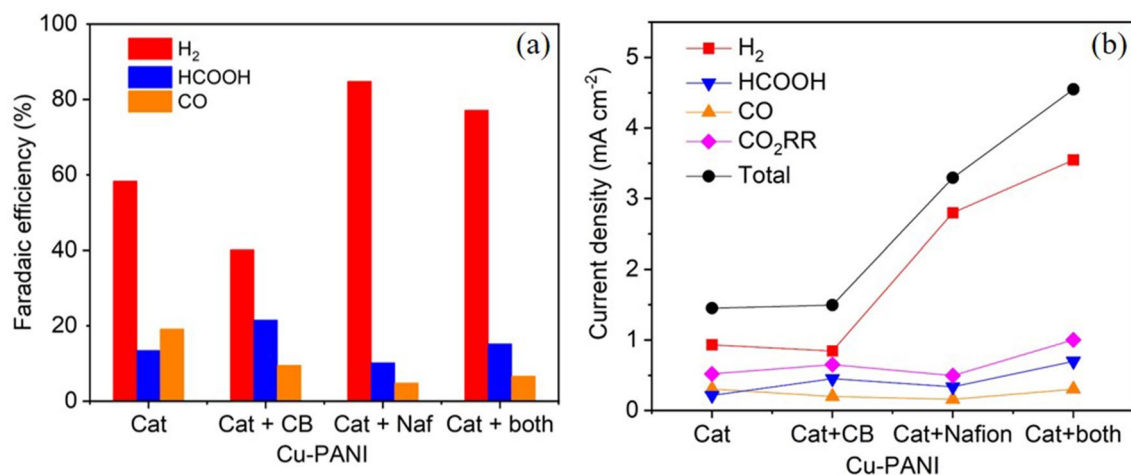 100
80
60
40
20
0
Faradaic efficiency (%)
H₂
HCOOH
CO
(a)
Cat
Cat + CB
Cat + Naf
Cat + both
Cu-PANI
5
4
3
2
1
0
Current density (mA cm⁻²)
H₂
HCOOH
CO
CO₂RR
Total
(b)
Cat
Cat+CB
Cat+Nafion
Cat+both
Cu-PANI